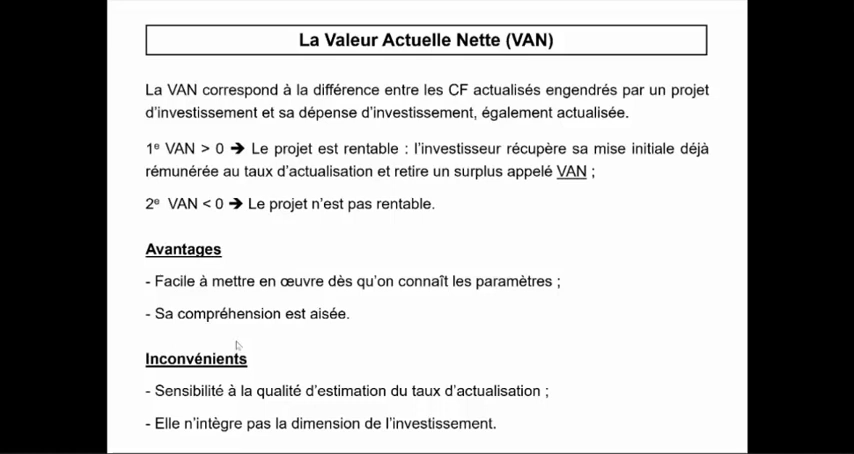 La Valeur Actuelle Nette (VAN)
La VAN correspond à la différence entre les CF actualisés engendrés par un projet
d'investissement et sa dépense d'investissement, également actualisée.
1ᵉ VAN > 0 ➔ Le projet est rentable : l'investisseur récupère sa mise initiale déjà
rémunérée au taux d'actualisation et retire un surplus appelé VAN ;
2ᵉ VAN < 0 ➔ Le projet n'est pas rentable.
Avantages
- Facile à mettre en œuvre dès qu'on connaît les paramètres ;
- Sa compréhension est aisée.
Inconvénients
- Sensibilité à la qualité d'estimation du taux d'actualisation ;
- Elle n'intègre pas la dimension de l'investissement.